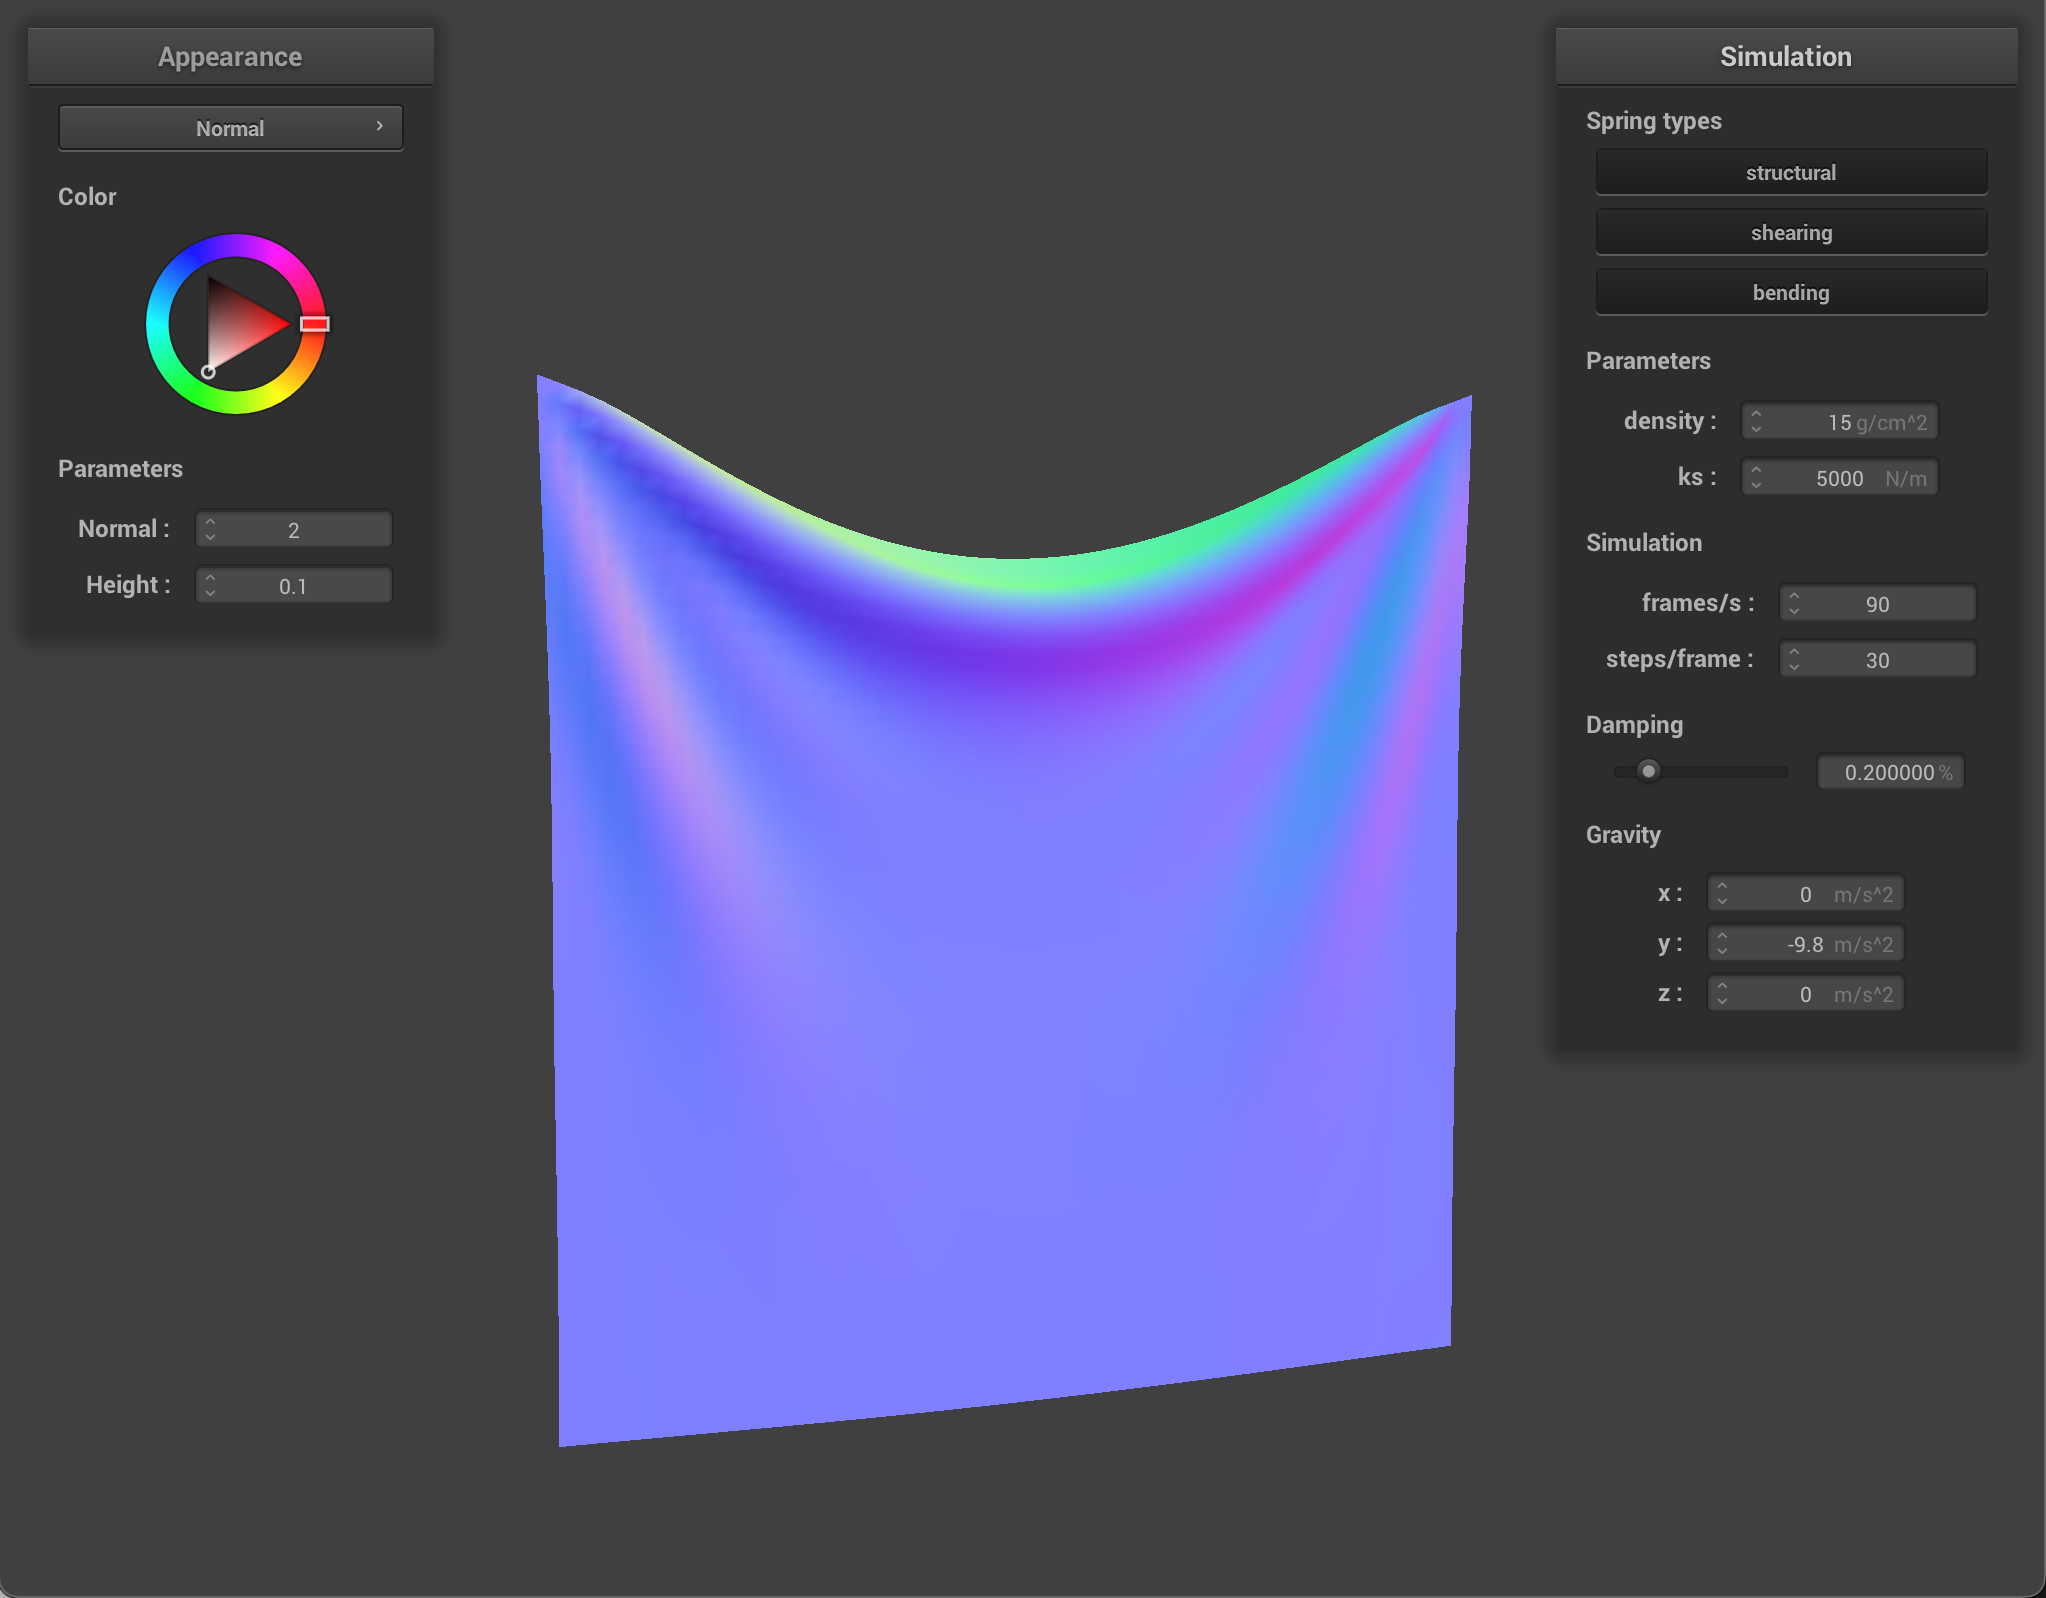 Appearance
Normal
Color
Parameters
Normal : 2
Height : 0.1
Simulation
Spring types
structural
shearing
bending
Parameters
density : 15 g/cm^2
ks : 5000 N/m
Simulation
frames/s : 90
steps/frame : 30
Damping
0.200000 %
Gravity
x : 0 m/s^2
y : -9.8 m/s^2
z : 0 m/s^2